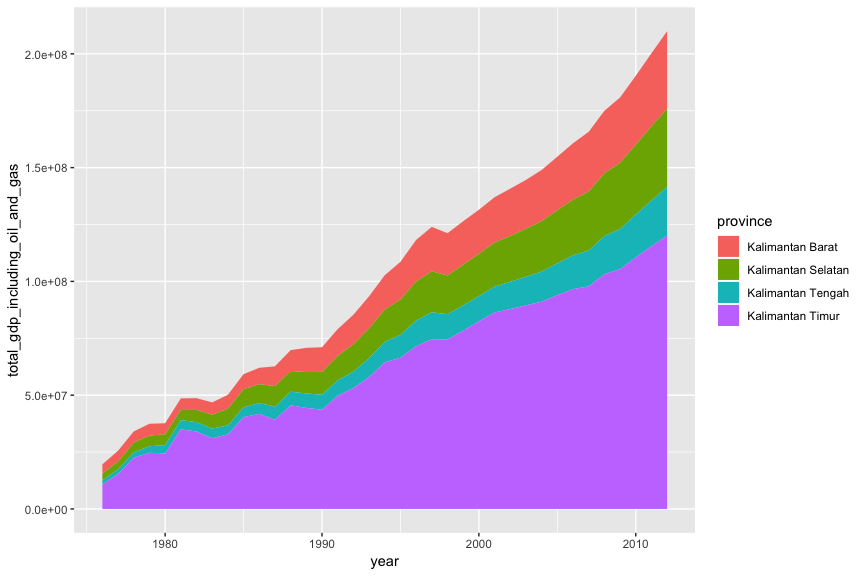 total_gdp_including_oil_and_gas
2.0e+08
1.5e+08
1.0e+08
5.0e+07
0.0e+00
1980
1990
2000
2010
year
province
Kalimantan Barat
Kalimantan Selatan
Kalimantan Tengah
Kalimantan Timur